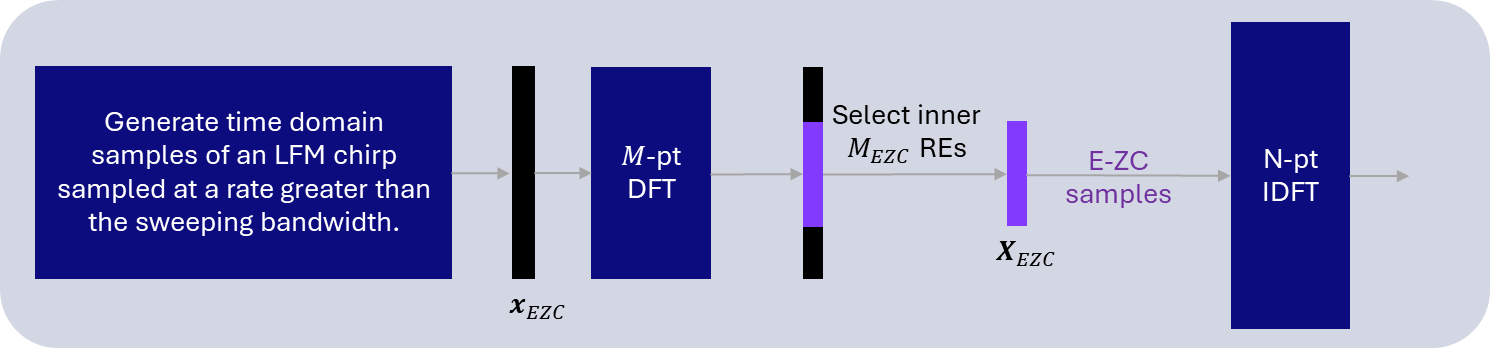 Generate time domain
samples of an LFM chirp
sampled at a rate greater than
the sweeping bandwidth.
x_EZC
M-pt
DFT
Select inner
M_EZC REs
X_EZC
E-ZC
samples
N-pt
IDFT